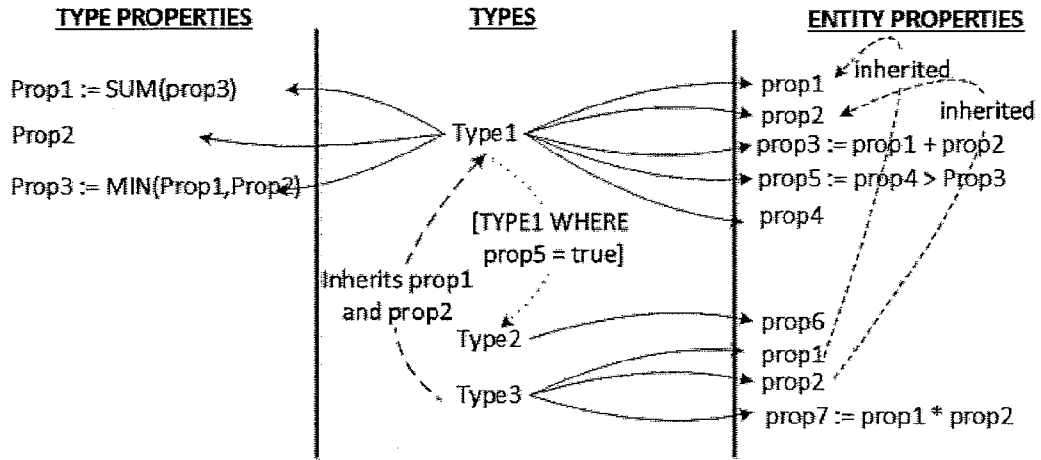 TYPE PROPERTIES
TYPES
ENTITY PROPERTIES
Prop1 := SUM(prop3)
Prop2
Prop3 := MIN(Prop1,Prop2)
Type1
[TYPE1 WHERE
prop5 = true]
Inherits prop1
and prop2
Type2
Type3
prop1
inherited
prop2
inherited
prop3 := prop1 + prop2
prop5 := prop4 > Prop3
prop4
prop6
prop1
prop2
prop7 := prop1 * prop2